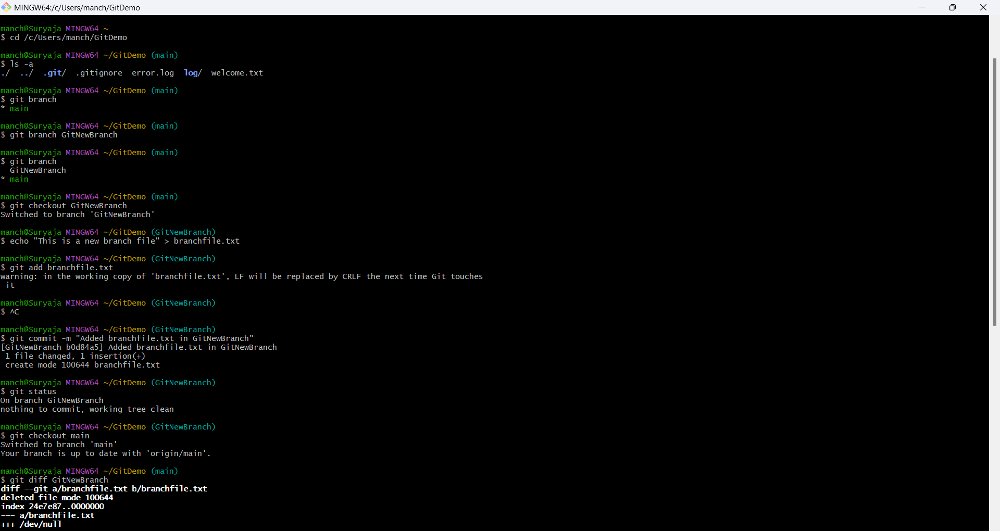 MINGW64:/c/Users/manch/GitDemo
manch@Suryaja MINGW64 ~
$ cd /c/Users/manch/GitDemo
manch@Suryaja MINGW64 ~/GitDemo (main)
$ ls -a
./  ../  .git/  .gitignore  error.log  log/  welcome.txt
manch@Suryaja MINGW64 ~/GitDemo (main)
$ git branch
* main
manch@Suryaja MINGW64 ~/GitDemo (main)
$ git branch GitNewBranch
manch@Suryaja MINGW64 ~/GitDemo (main)
$ git branch
  GitNewBranch
* main
manch@Suryaja MINGW64 ~/GitDemo (main)
$ git checkout GitNewBranch
Switched to branch 'GitNewBranch'
manch@Suryaja MINGW64 ~/GitDemo (GitNewBranch)
$ echo "This is a new branch file" > branchfile.txt
manch@Suryaja MINGW64 ~/GitDemo (GitNewBranch)
$ git add branchfile.txt
warning: in the working copy of 'branchfile.txt', LF will be replaced by CRLF the next time Git touches
 it
manch@Suryaja MINGW64 ~/GitDemo (GitNewBranch)
$ ^C
manch@Suryaja MINGW64 ~/GitDemo (GitNewBranch)
$ git commit -m "Added branchfile.txt in GitNewBranch"
[GitNewBranch b0d84a5] Added branchfile.txt in GitNewBranch
 1 file changed, 1 insertion(+)
 create mode 100644 branchfile.txt
manch@Suryaja MINGW64 ~/GitDemo (GitNewBranch)
$ git status
On branch GitNewBranch
nothing to commit, working tree clean
manch@Suryaja MINGW64 ~/GitDemo (GitNewBranch)
$ git checkout main
Switched to branch 'main'
Your branch is up to date with 'origin/main'.
manch@Suryaja MINGW64 ~/GitDemo (main)
$ git diff GitNewBranch
diff --git a/branchfile.txt b/branchfile.txt
deleted file mode 100644
index 24e7e87..0000000
--- a/branchfile.txt
+++ /dev/null